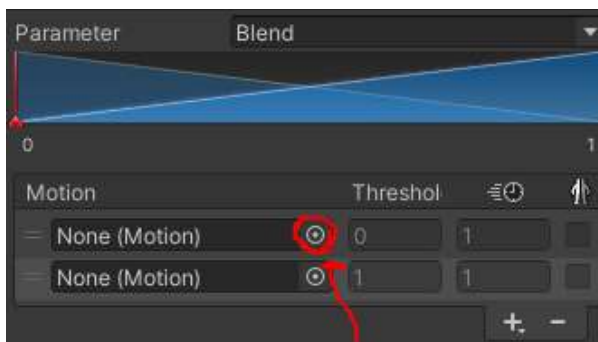 Parameter Blend
0 1
Motion Threshol
None (Motion) 0 1
None (Motion) 1 1
+ -